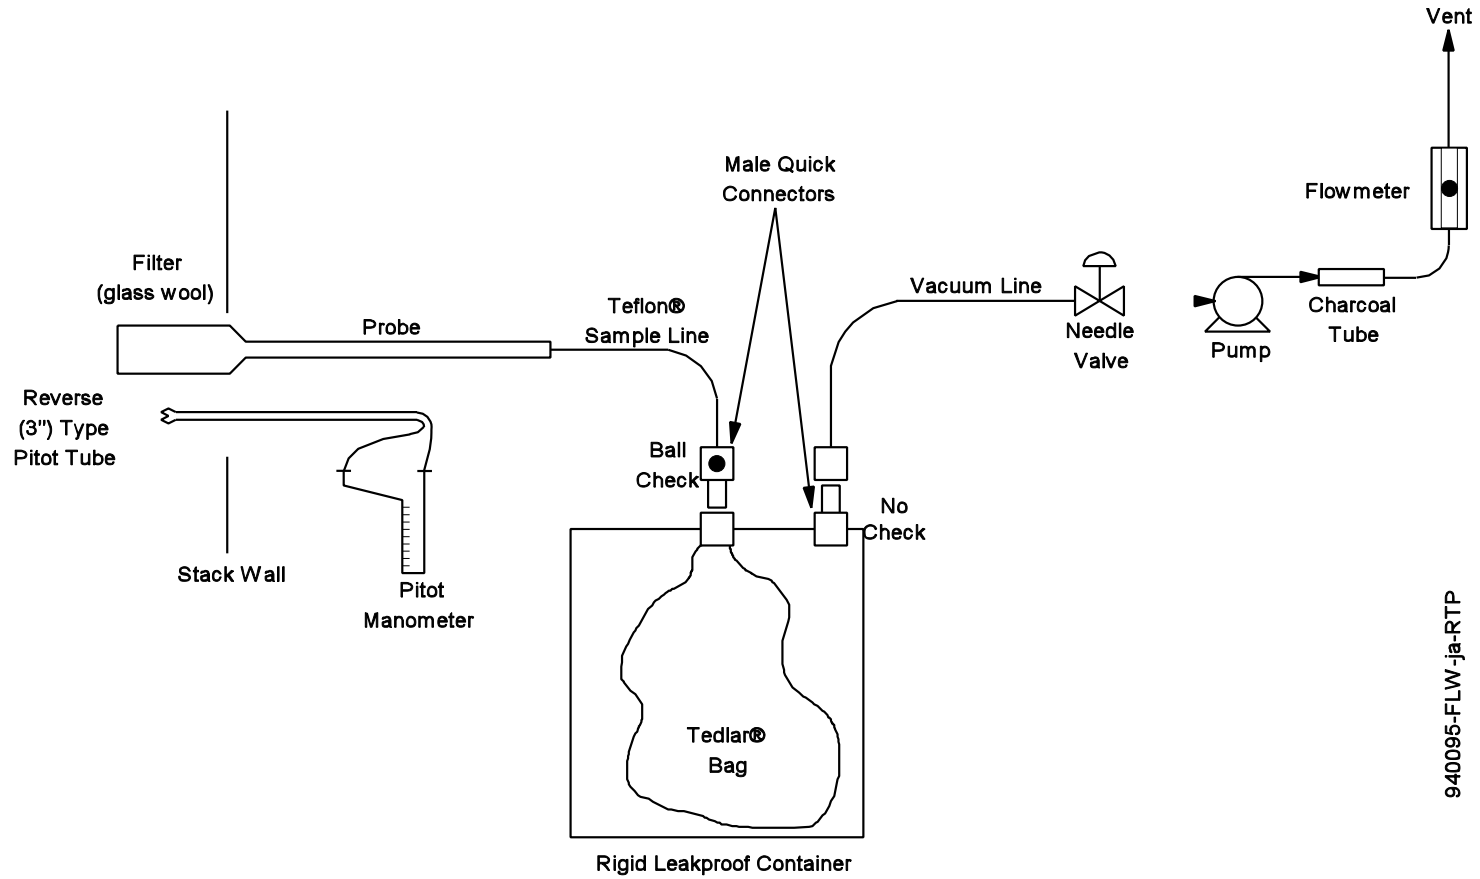 Vent
Male Quick
Connectors
Flowmeter
Filter
(glass wool)
Vacuum Line
Teflon®
Sample Line
Probe
Charcoal
Tube
Needle
Valve
Pump
Reverse
(3") Type
Pitot Tube
Ball
Check
No
Check
Stack Wall
Pitot
Manometer
Tedlar®
Bag
Rigid Leakproof Container
940095-FLW-ja-RTP